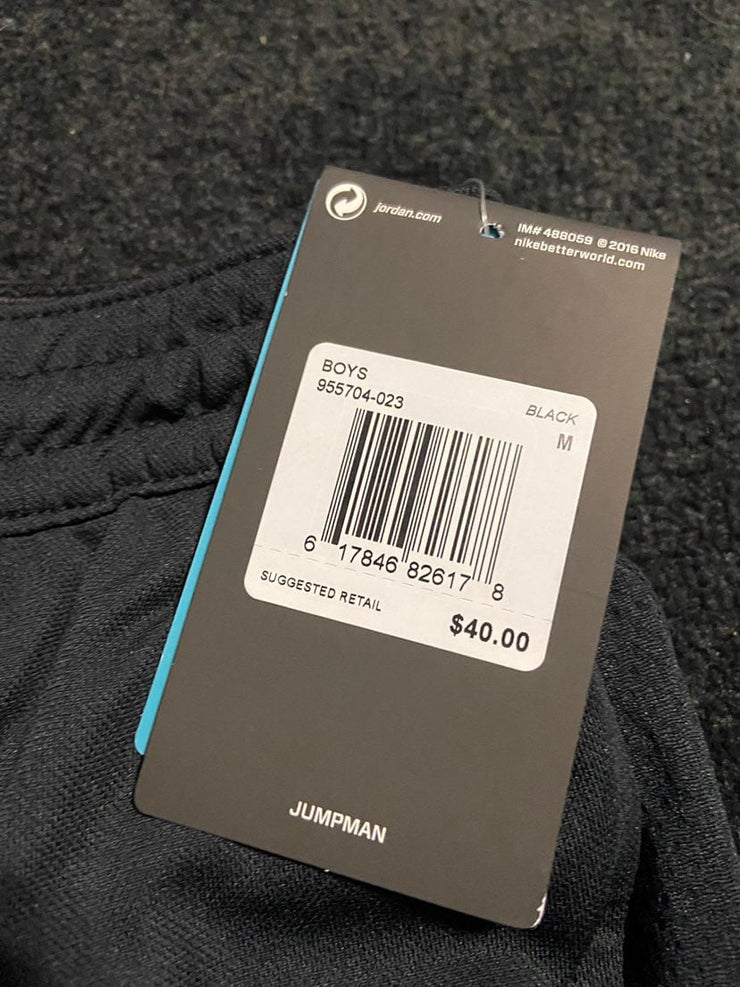 jordan.com
IM# 488059 © 2016 Nike
nikebetterworld.com
BOYS
955704-023
BLACK
M
6 17846 82617 8
SUGGESTED RETAIL
$40.00
JUMPMAN